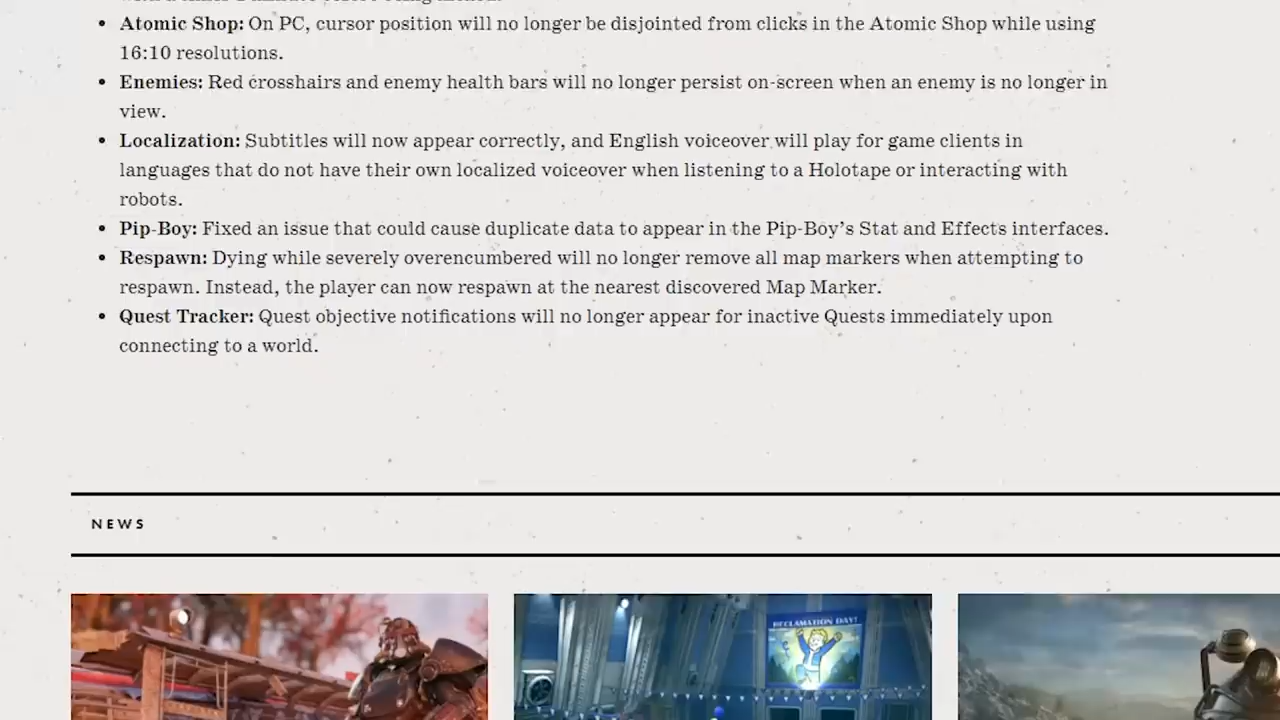 Atomic Shop: On PC, cursor position will no longer be disjointed from clicks in the Atomic Shop while using
16:10 resolutions.
Enemies: Red crosshairs and enemy health bars will no longer persist on-screen when an enemy is no longer in
view.
Localization: Subtitles will now appear correctly, and English voiceover will play for game clients in
languages that do not have their own localized voiceover when listening to a Holotape or interacting with
robots.
Pip-Boy: Fixed an issue that could cause duplicate data to appear in the Pip-Boy’s Stat and Effects interfaces.
Respawn: Dying while severely overencumbered will no longer remove all map markers when attempting to
respawn. Instead, the player can now respawn at the nearest discovered Map Marker.
Quest Tracker: Quest objective notifications will no longer appear for inactive Quests immediately upon
connecting to a world.
NEWS
RECLAMATION DAY!